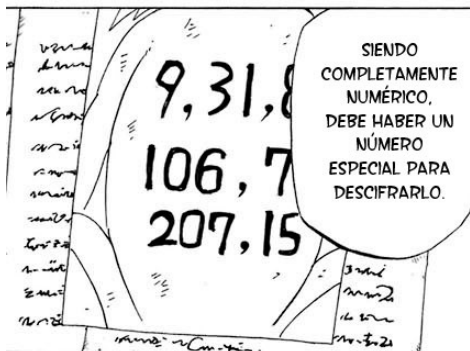 9,31,8
106,7
207,15
SIENDO
COMPLETAMENTE
NUMÉRICO,
DEBE HABER UN
NÚMERO
ESPECIAL PARA
DESCIFRARLO.